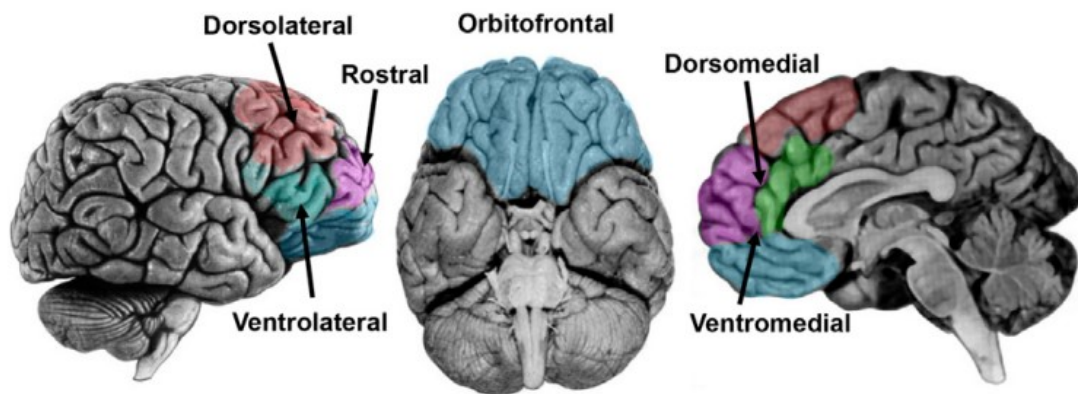 Dorsolateral
Orbitofrontal
Rostral
Dorsomedial
Ventrolateral
Ventromedial